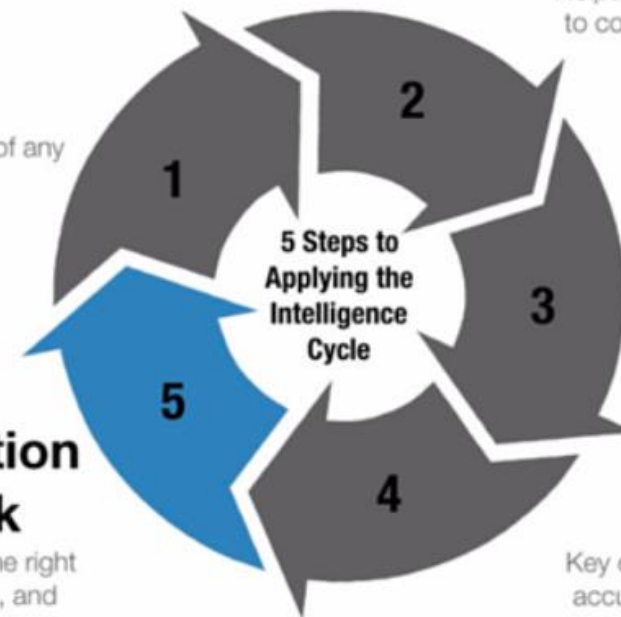 to co
of any
1
2
3
4
5
5 Steps to
Applying the
Intelligence
Cycle
tion
k
ne right
, and
Key
accu